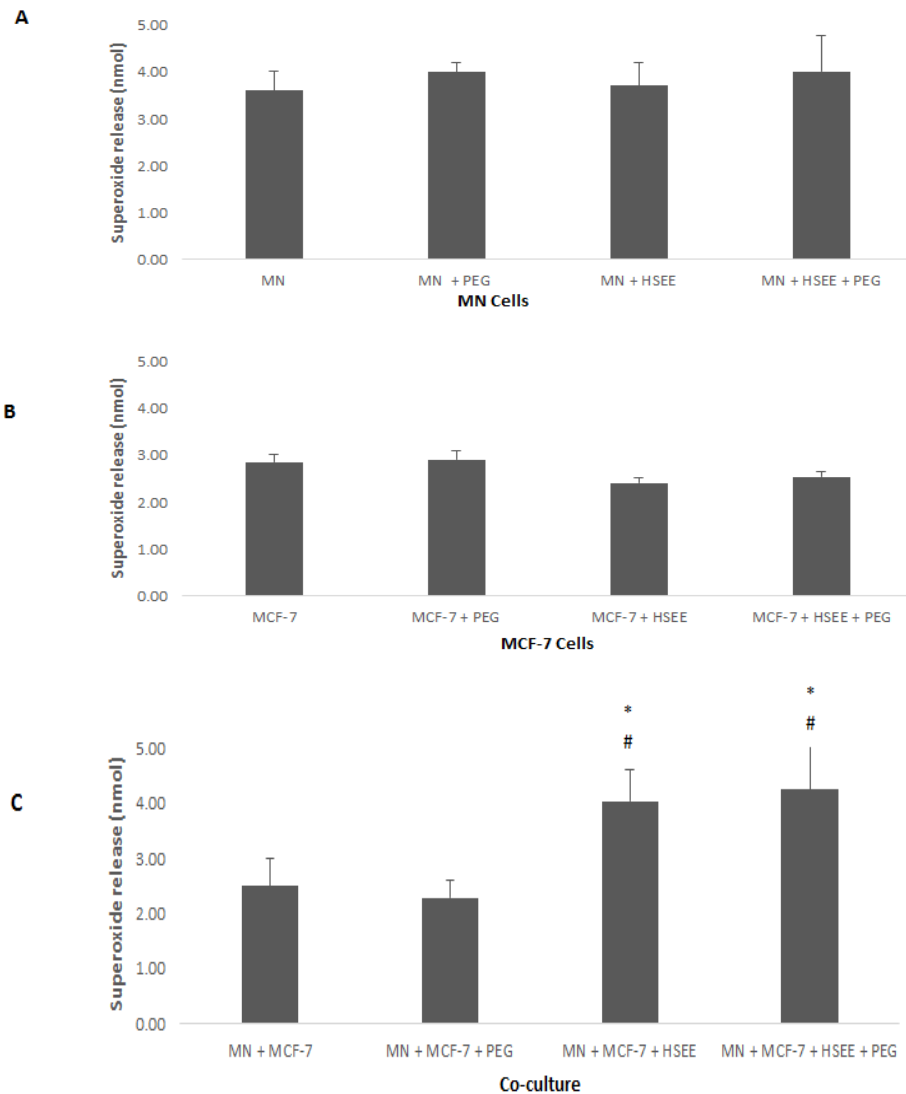 A
Superoxide release (nmol)
5.00
4.00
3.00
2.00
1.00
0.00
MN
MN + PEG
MN + HSEE
MN + HSEE + PEG
MN Cells
B
Superoxide release (nmol)
5.00
4.00
3.00
2.00
1.00
0.00
MCF-7
MCF-7 + PEG
MCF-7 + HSEE
MCF-7 + HSEE + PEG
MCF-7 Cells
C
Superoxide release (nmol)
5.00
4.00
3.00
2.00
1.00
0.00
*
#
*
#
MN + MCF-7
MN + MCF-7 + PEG
MN + MCF-7 + HSEE
MN + MCF-7 + HSEE + PEG
Co-culture